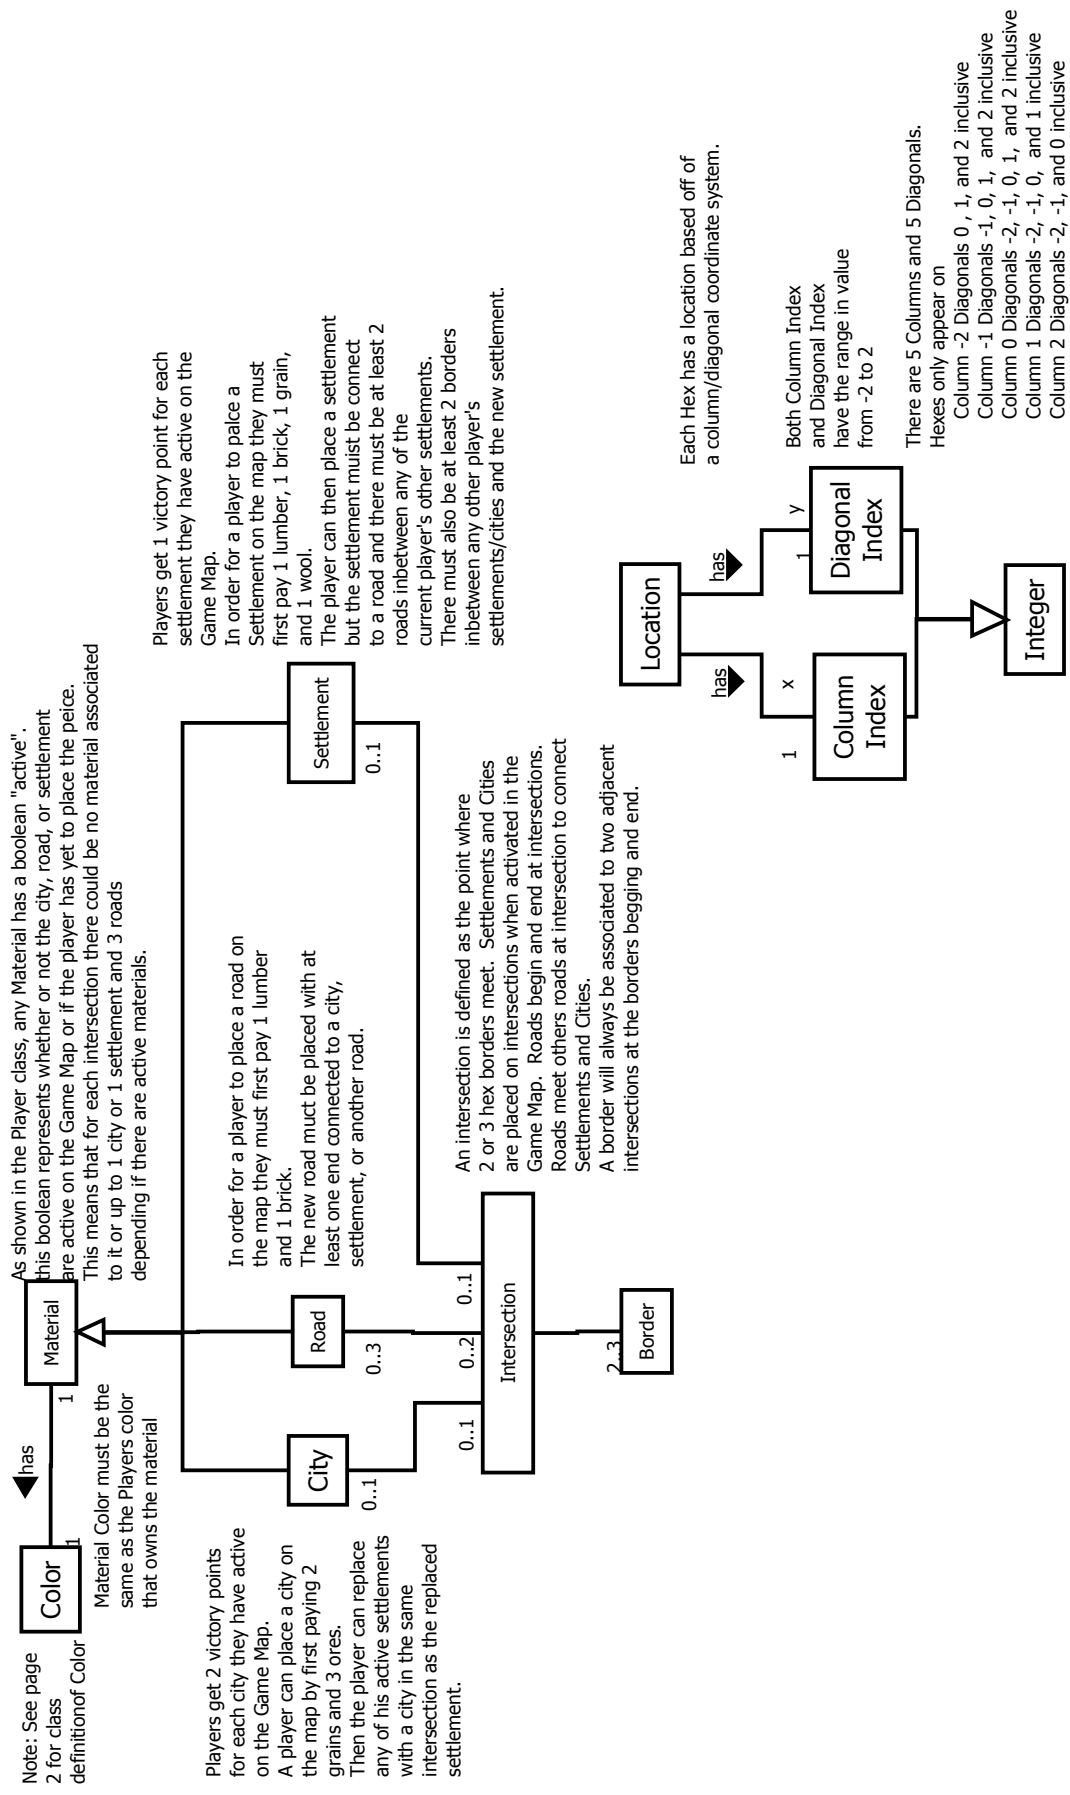 Note: See page
2 for class
definitionof Color
Color
1
has
1
Material
Material Color must be the
same as the Players color
that owns the material
As shown in the Player class, any Material has a boolean "active".
this boolean represents whether or not the city, road, or settlement
are active on the Game Map or if the player has yet to place the peice.
This means that for each intersection there could be no material associated
to it or up to 1 city or 1 settlement and 3 roads
depending if there are active materials.
Players get 2 victory points
for each city they have active
on the Game Map.
A player can place a city on
the map by first paying 2
grains and 3 ores.
Then the player can replace
any of his active settlements
with a city in the same
intersection as the replaced
settlement.
City
0..1
0..1
Road
0..3
0..2
In order for a player to place a road on
the map they must first pay 1 lumber
and 1 brick.
The new road muct be placed with at
least one end connected to a city,
settlement, or another road.
Settlement
0..1
0..1
Players get 1 victory point for each
settlement they have active on the
Game Map.
In order for a player to palce a
Settlement on the map they must
first pay 1 lumber, 1 brick, 1 grain,
and 1 wool.
The player can then place a settlement
but the settlement muist be connect
to a road and there must be at least 2
roads inbetween any of the
current player's other settlements.
There must also be at least 2 borders
inbetween any other player's
settlements/cities and the new settlement.
Intersection
2..3
Border
An intersection is defined as the point where
2 or 3 hex borders meet. Settlements and Cities
are placed on intersections when activated in the
Game Map. Roads begin and end at intersections.
Roads meet others roads at intersection to connect
Settlements and Cities.
A border will always be associated to two adjacent
intersections at the borders begging and end.
Location
has
has
1
x
1
y
Column
Index
Diagonal
Index
Integer
Each Hex has a location based off of
a column/diagonal coordinate system.
Both Column Index
and Diagonal Index
have the range in value
from -2 to 2
There are 5 Columns and 5 Diagonals.
Hexes only appear on
Column -2 Diagonals 0 , 1, and 2 inclusive
Column -1 Diagonals -1, 0, 1, and 2 inclusive
Column 0 Diagonals -2, -1, 0, 1, and 2 inclusive
Column 1 Diagonals -2, -1, 0, and 1 inclusive
Column 2 Diagonals -2, -1, and 0 inclusive